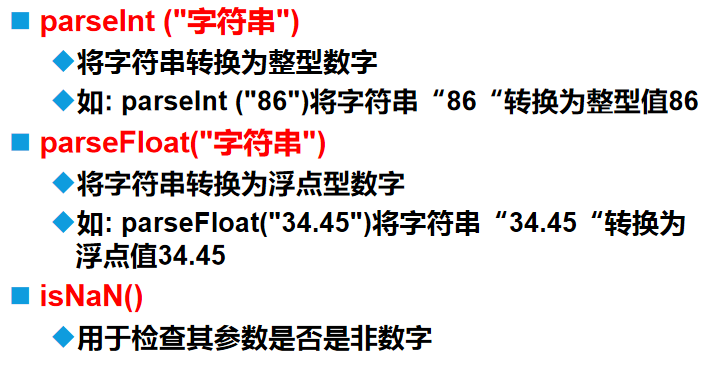 parseInt ("字符串")
将字符串转换为整型数字
如: parseInt ("86")将字符串“86“转换为整型值86
parseFloat("字符串")
将字符串转换为浮点型数字
如: parseFloat("34.45")将字符串“34.45“转换为
浮点值34.45
isNaN()
用于检查其参数是否是非数字